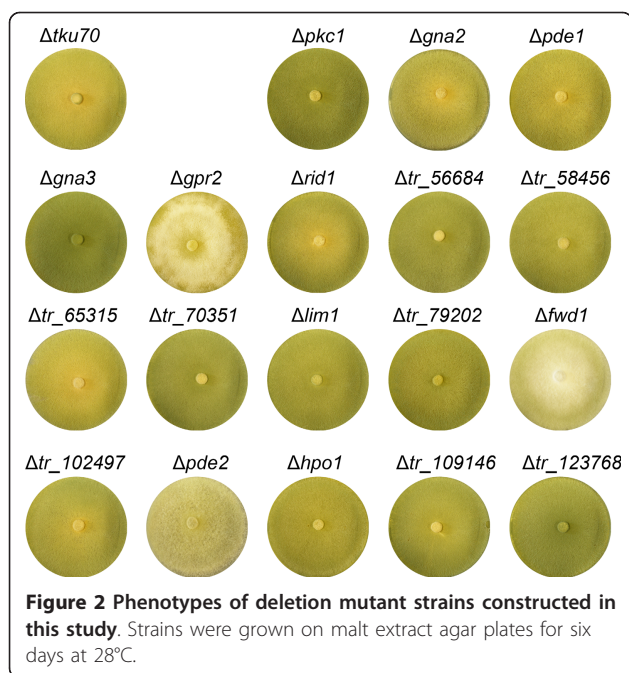 Δtku70 Δpkc1 Δgna2 Δpde1
Δgna3 Δgpr2 Δrid1 Δtr_56684 Δtr_58456
Δtr_65315 Δtr_70351 Δlim1 Δtr_79202 Δfwd1
Δtr_102497 Δpde2 Δhpo1 Δtr_109146 Δtr_123768
Figure 2 Phenotypes of deletion mutant strains constructed in
this study. Strains were grown on malt extract agar plates for six
days at 28°C.